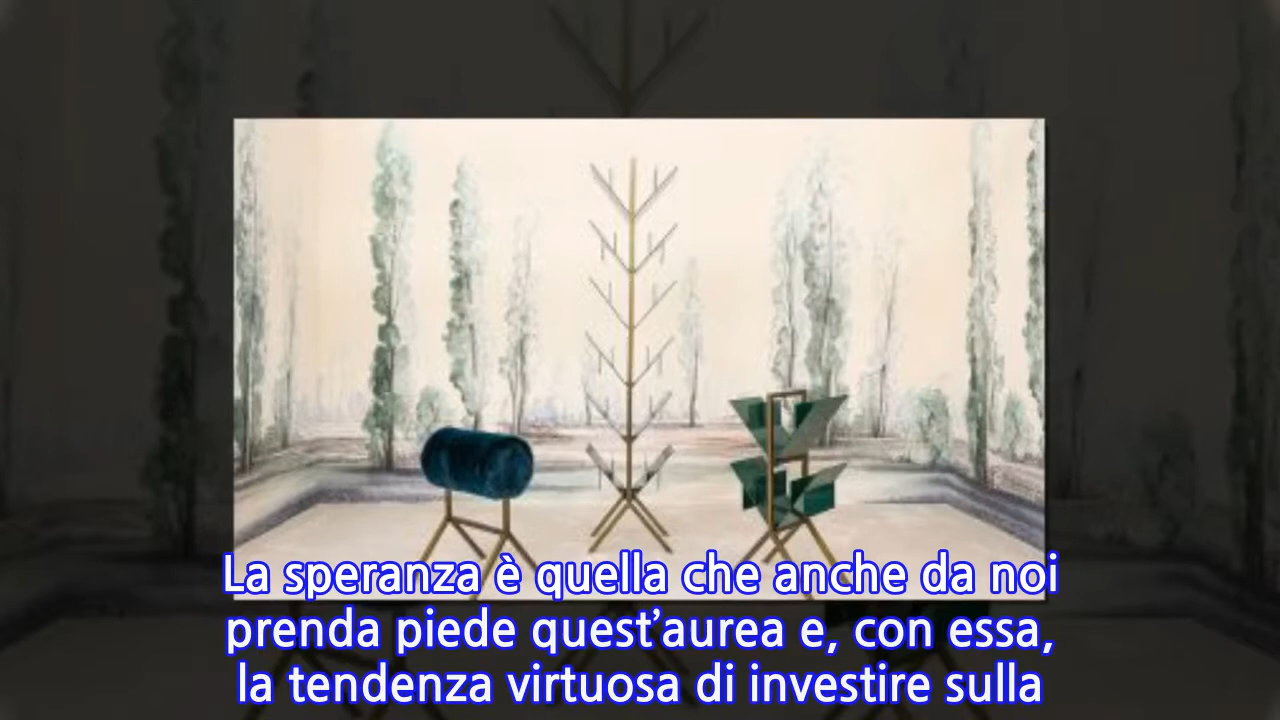 La speranza è quella che anche da noi
prenda piede quest’aurea e, con essa,
la tendenza virtuosa di investire sulla